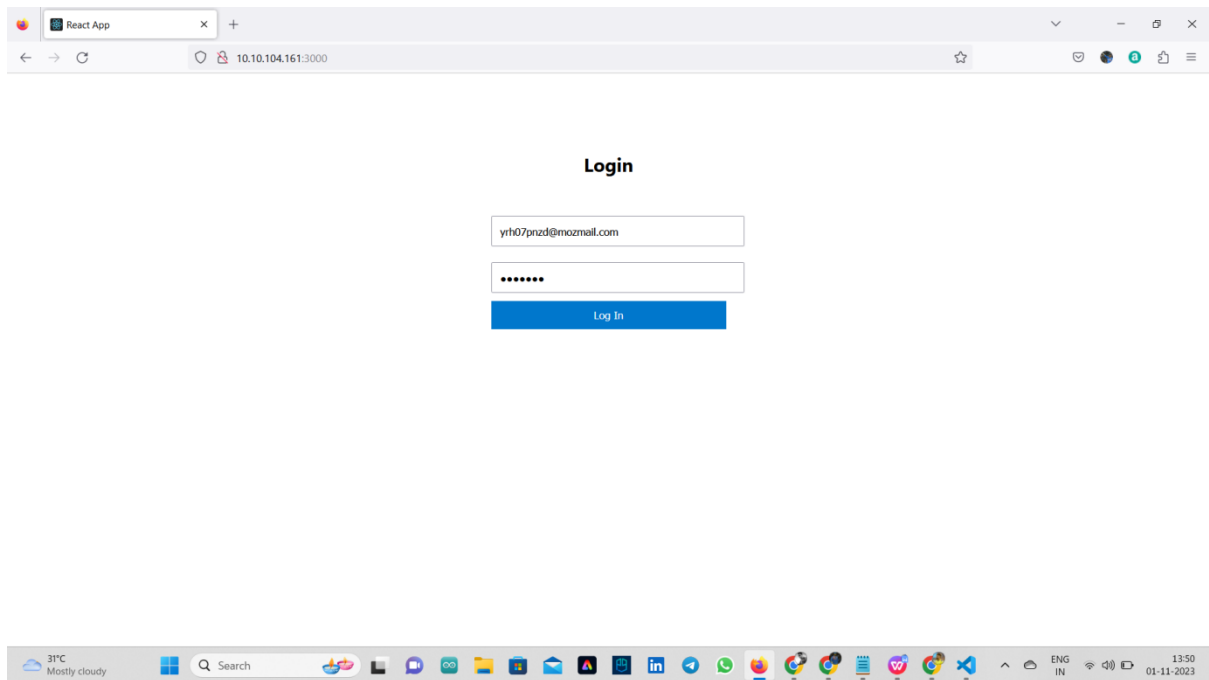 React App
10.10.104.161:3000
Login
yrh07pnzd@mozmail.com
•••••••
Log In
31°C
Mostly cloudy
Search
ENG
IN
13:50
01-11-2023